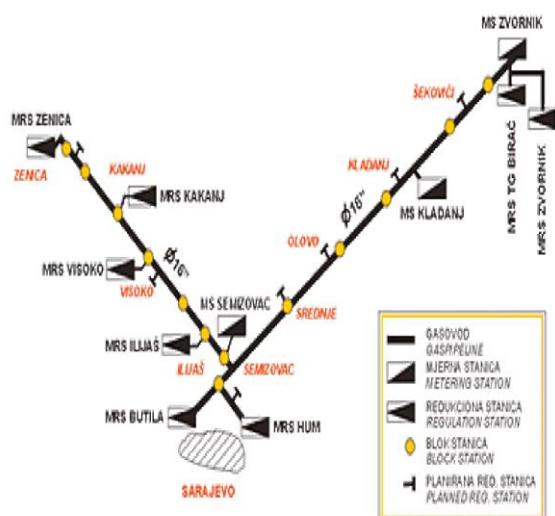 MS ZVORNIK
ŠEKOVIĆI
MRS ZENICA
ZENICA
KAKANJ
MRS TG BIRAČ
MRS ZVORNIK
KLADANJ
MRS KAKANJ
MS KLADANJ
Ø18"
OLOVO
Ø16"
MRS VISOKO
VISOKO
MS SEMIZOVAC
SREDNJE
MRS ILIJAŠ
ILIJAŠ
SEMIZOVAC
MRS BUTILA
MRS HUM
SARAJEVO
GASOVOD
GASPIPELINE
MJERNA STANICA
METERING STATION
REDUKCIONA STANICA
REGULATION STATION
BLOK STANICA
BLOCK STATION
PLANIRANA RED. STANICA
PLANNED REG. STATION